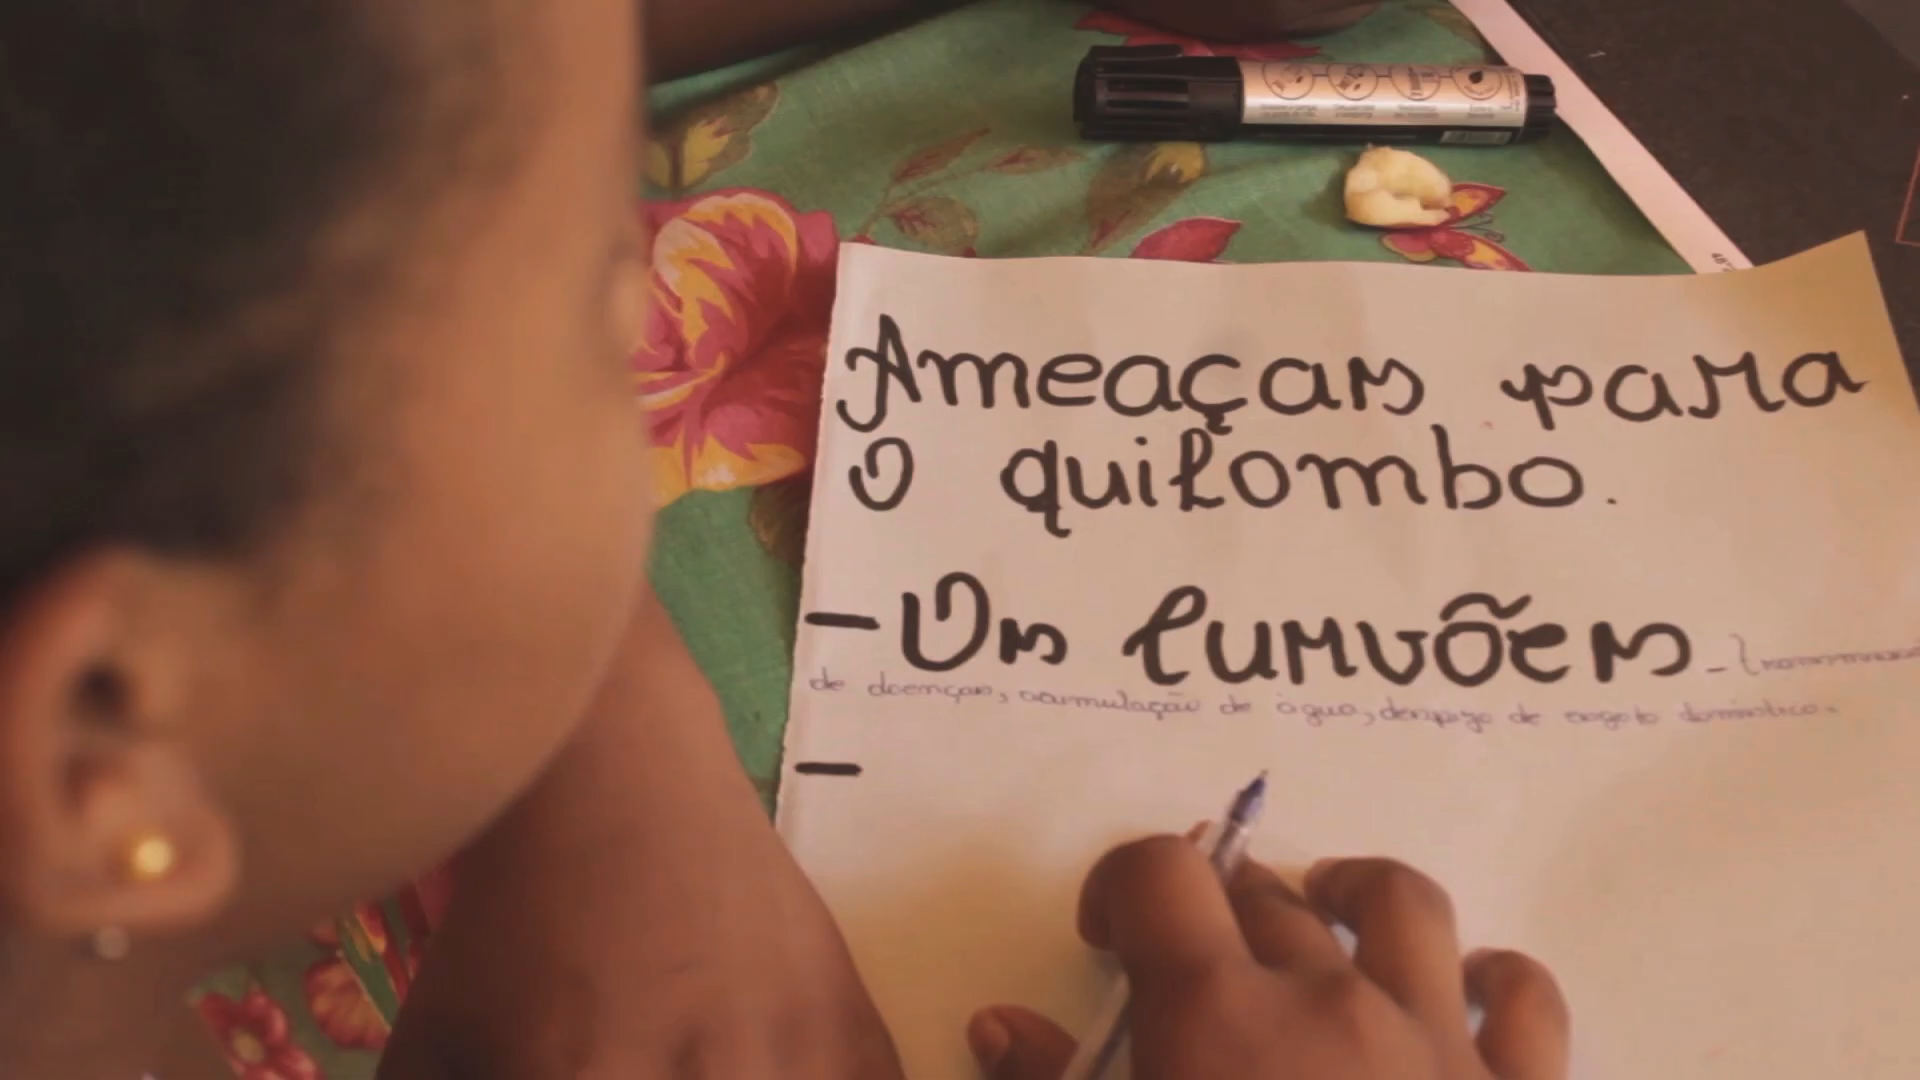 Ameaças para
o quilombo.
- Os curvões -
de doenças, acumulação de água, despejo de esgoto doméstico.
-